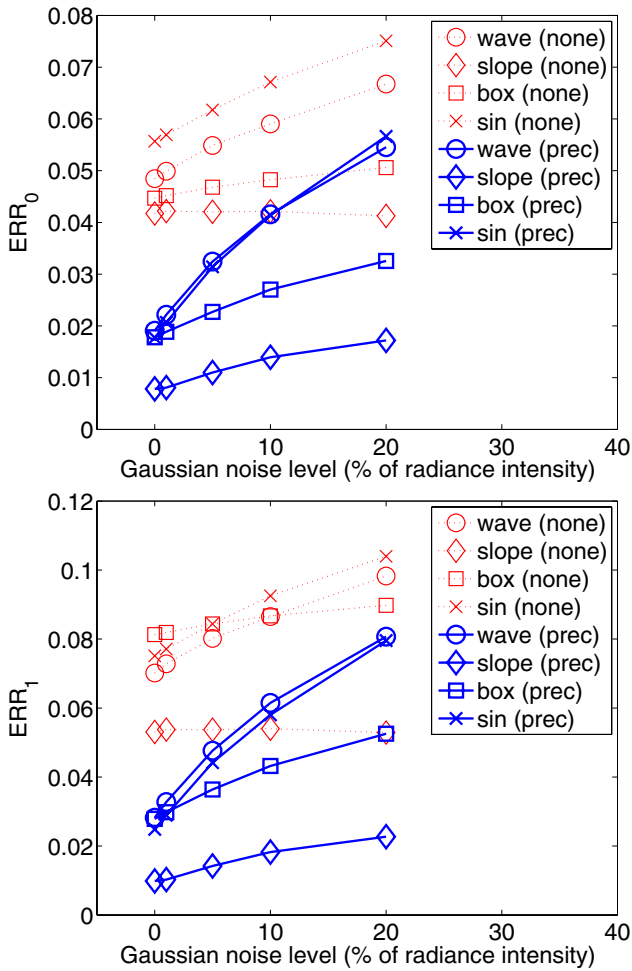 0.08
0.07
0.06
0.05
0.04
0.03
0.02
0.01
0
ERR_0
wave (none)
slope (none)
box (none)
sin (none)
wave (prec)
slope (prec)
box (prec)
sin (prec)
0 10 20 30 40
Gaussian noise level (% of radiance intensity)
0.12
0.1
0.08
0.06
0.04
0.02
0
ERR_1
wave (none)
slope (none)
box (none)
sin (none)
wave (prec)
slope (prec)
box (prec)
sin (prec)
0 10 20 30 40
Gaussian noise level (% of radiance intensity)